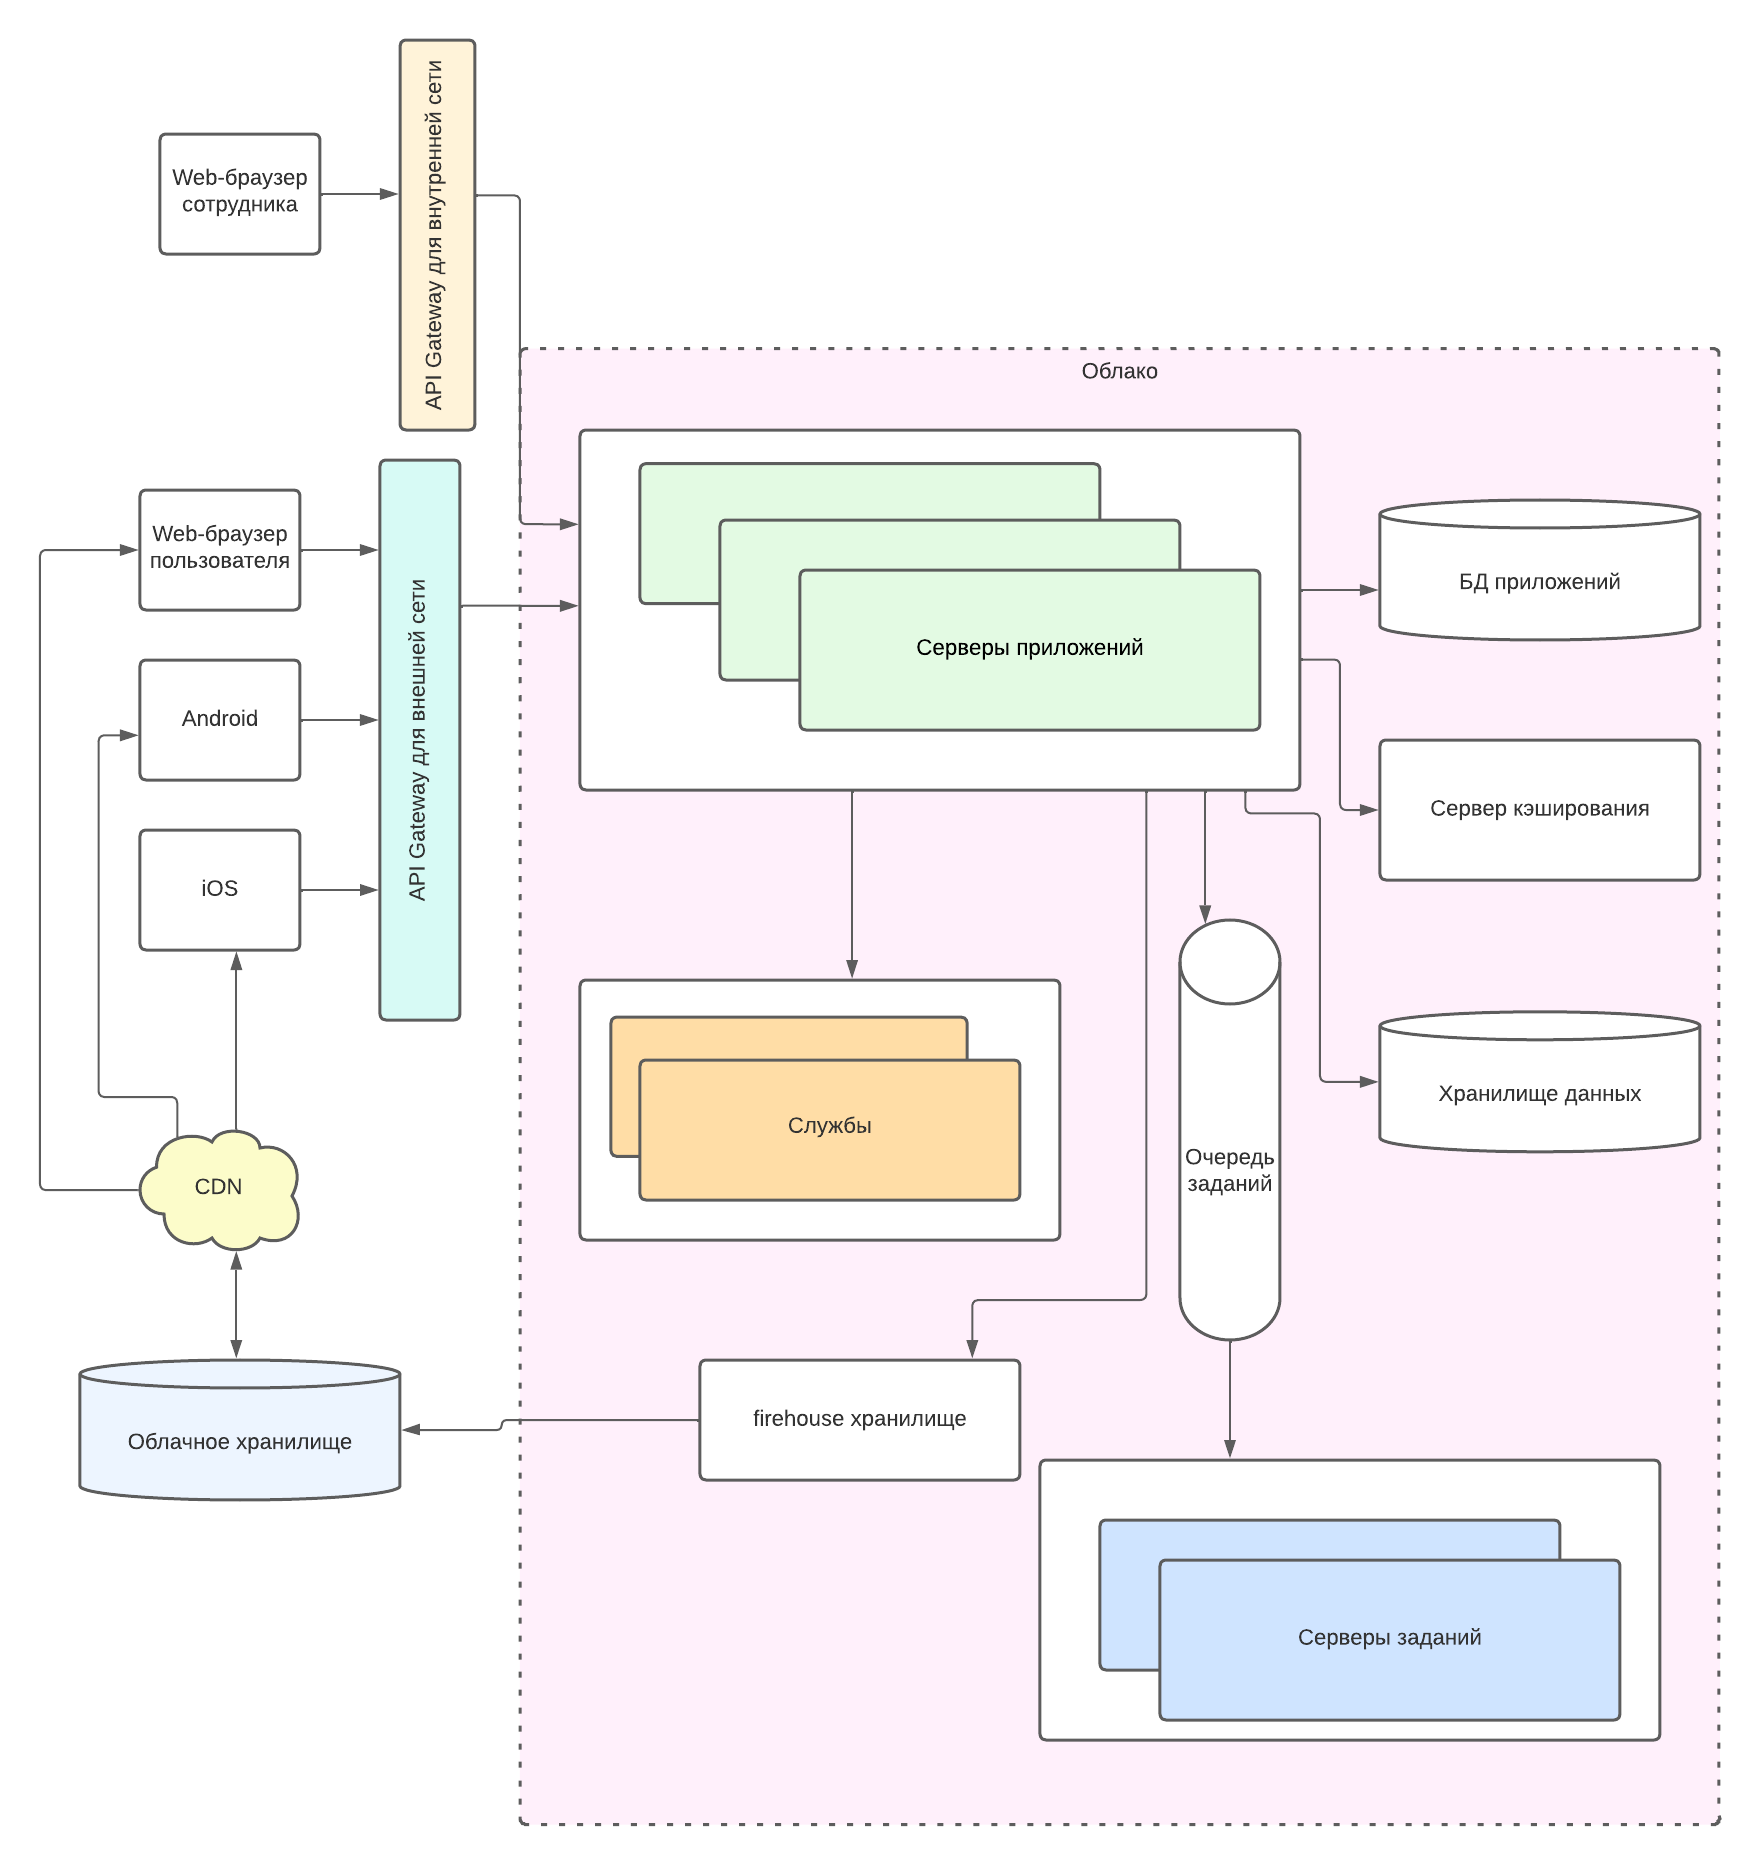 API Gateway для внутренней сети
Web-браузер
сотрудника
Облако
Web-браузер
пользователя
API Gateway для внешней сети
Серверы приложений
БД приложений
Android
Сервер кэширования
iOS
Хранилище данных
Службы
Очередь
заданий
CDN
firehouse хранилище
Облачное хранилище
Серверы заданий